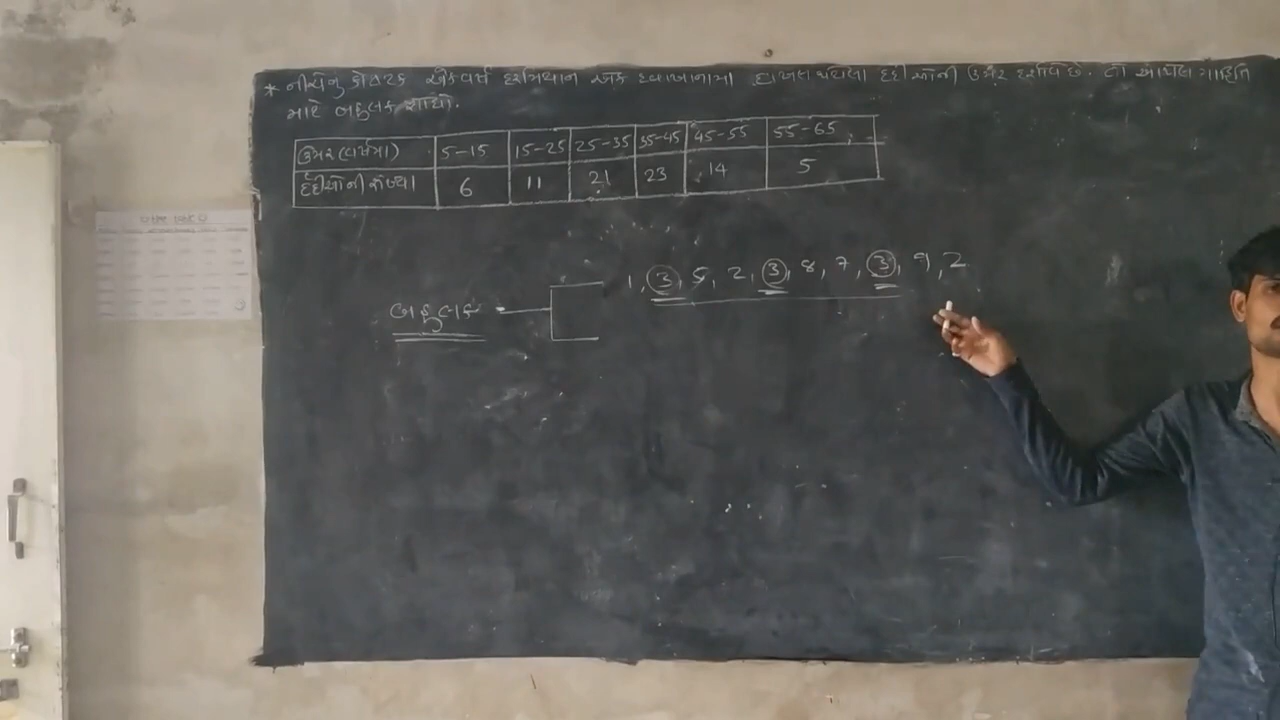 * નીચેનું કોષ્ટક એકવર્ષ દરમિયાન એક દવાખાનામાં દાખલ થયેલા દર્દીઓની ઉંમર દર્શાવે છે. તો આપેલ માહિતી
માટે બહુલક શોધો.
ઉંમર (વર્ષમાં) 5-15 15-25 25-35 35-45 45-55 55-65
દર્દીઓની સંખ્યા 6 11 21 23 14 5
1, 3, 5, 2, 3, 8, 7, 3, 9, 2
બહુલક